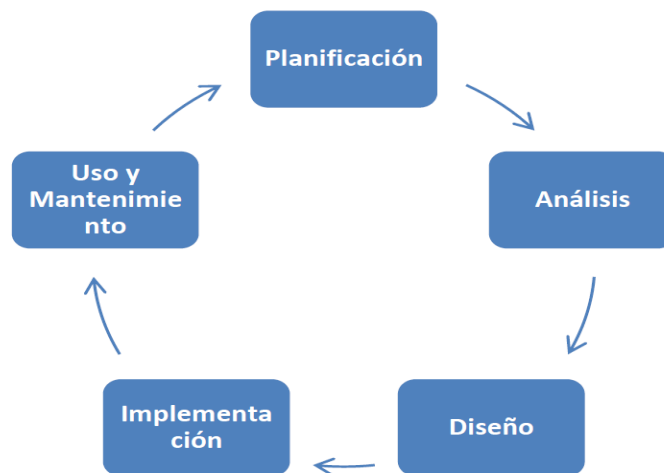 Planificación
Análisis
Diseño
Implementa
ción
Uso y
Mantenimie
nto